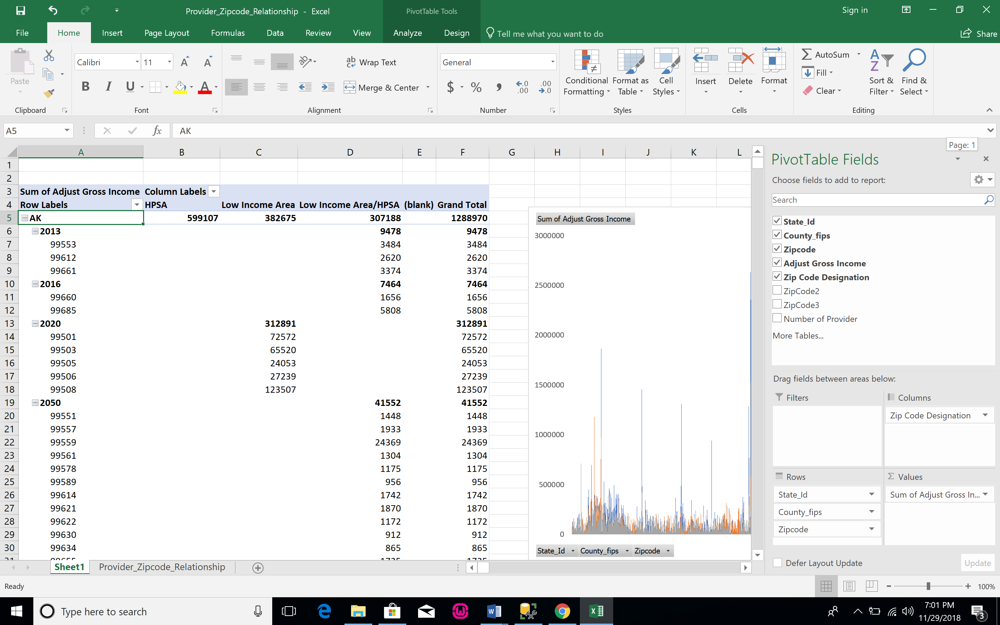 Provider_Zipcode_Relationship - Excel
PivotTable Tools
Sign in
File Home Insert Page Layout Formulas Data Review View Analyze Design Tell me what you want to do Share
Paste
Calibri 11
Wrap Text
General
Conditional Formatting
Format as Table
Cell Styles
Insert
Delete
Format
AutoSum
Fill
Clear
Sort & Filter
Find & Select
B I U
Merge & Center
$ % ,
Clipboard Font Alignment Number Styles Cells Editing
A5 fx AK
Page: 1
A B C D E F G H I J K L
1
2
3 Sum of Adjust Gross Income Column Labels
4 Row Labels HPSA Low Income Area Low Income Area/HPSA (blank) Grand Total
5 AK 599107 382675 307188 1288970
6 2013 9478 9478
7 99553 3484 3484
8 99612 2620 2620
9 99661 3374 3374
10 2016 7464 7464
11 99660 1656 1656
12 99685 5808 5808
13 2020 312891 312891
14 99501 72572 72572
15 99503 65520 65520
16 99505 24053 24053
17 99506 27239 27239
18 99508 123507 123507
19 2050 41552 41552
20 99551 1448 1448
21 99557 1933 1933
22 99559 24369 24369
23 99561 1304 1304
24 99578 1175 1175
25 99589 956 956
26 99614 1742 1742
27 99621 1870 1870
28 99622 1172 1172
29 99630 912 912
30 99634 865 865
Sum of Adjust Gross Income
3000000
2500000
2000000
1500000
1000000
500000
0
State_Id County_fips Zipcode
PivotTable Fields
Choose fields to add to report:
Search
State_Id
County_fips
Zipcode
Adjust Gross Income
Zip Code Designation
ZipCode2
ZipCode3
Number of Provider
More Tables...
Drag fields between areas below:
Filters
Columns
Zip Code Designation
Rows
State_Id
County_fips
Zipcode
Values
Sum of Adjust Gross In...
Defer Layout Update
Update
Sheet1 Provider_Zipcode_Relationship
Ready
100%
Type here to search
7:01 PM
11/29/2018
3